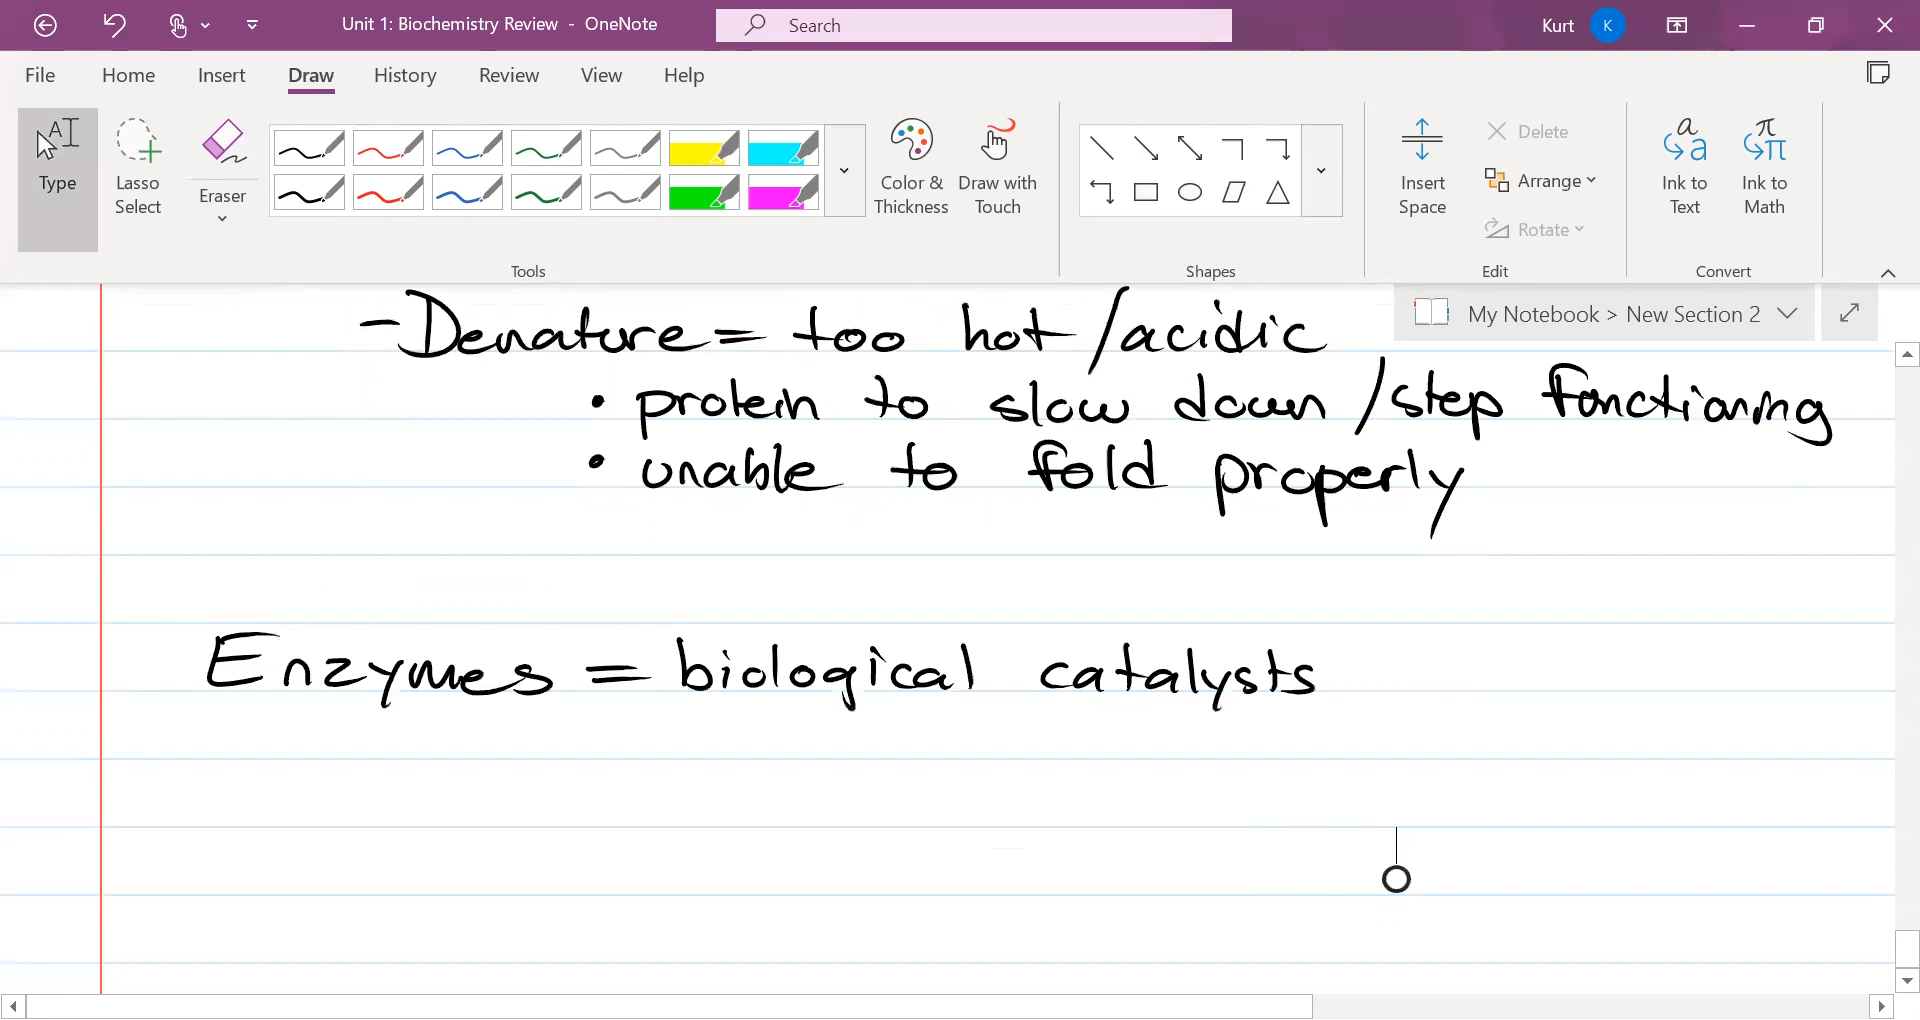 Unit 1: Biochemistry Review - OneNote
Search
Kurt
K
File Home Insert Draw History Review View Help
Type
Lasso Select
Eraser
Color & Thickness
Draw with Touch
Insert Space
Delete
Arrange
Rotate
Ink to Text
Ink to Math
Tools
Shapes
Edit
Convert
My Notebook > New Section 2
- Denature = too hot / acidic
• protein to slow down / step functioning
• unable to fold properly
Enzymes = biological catalysts